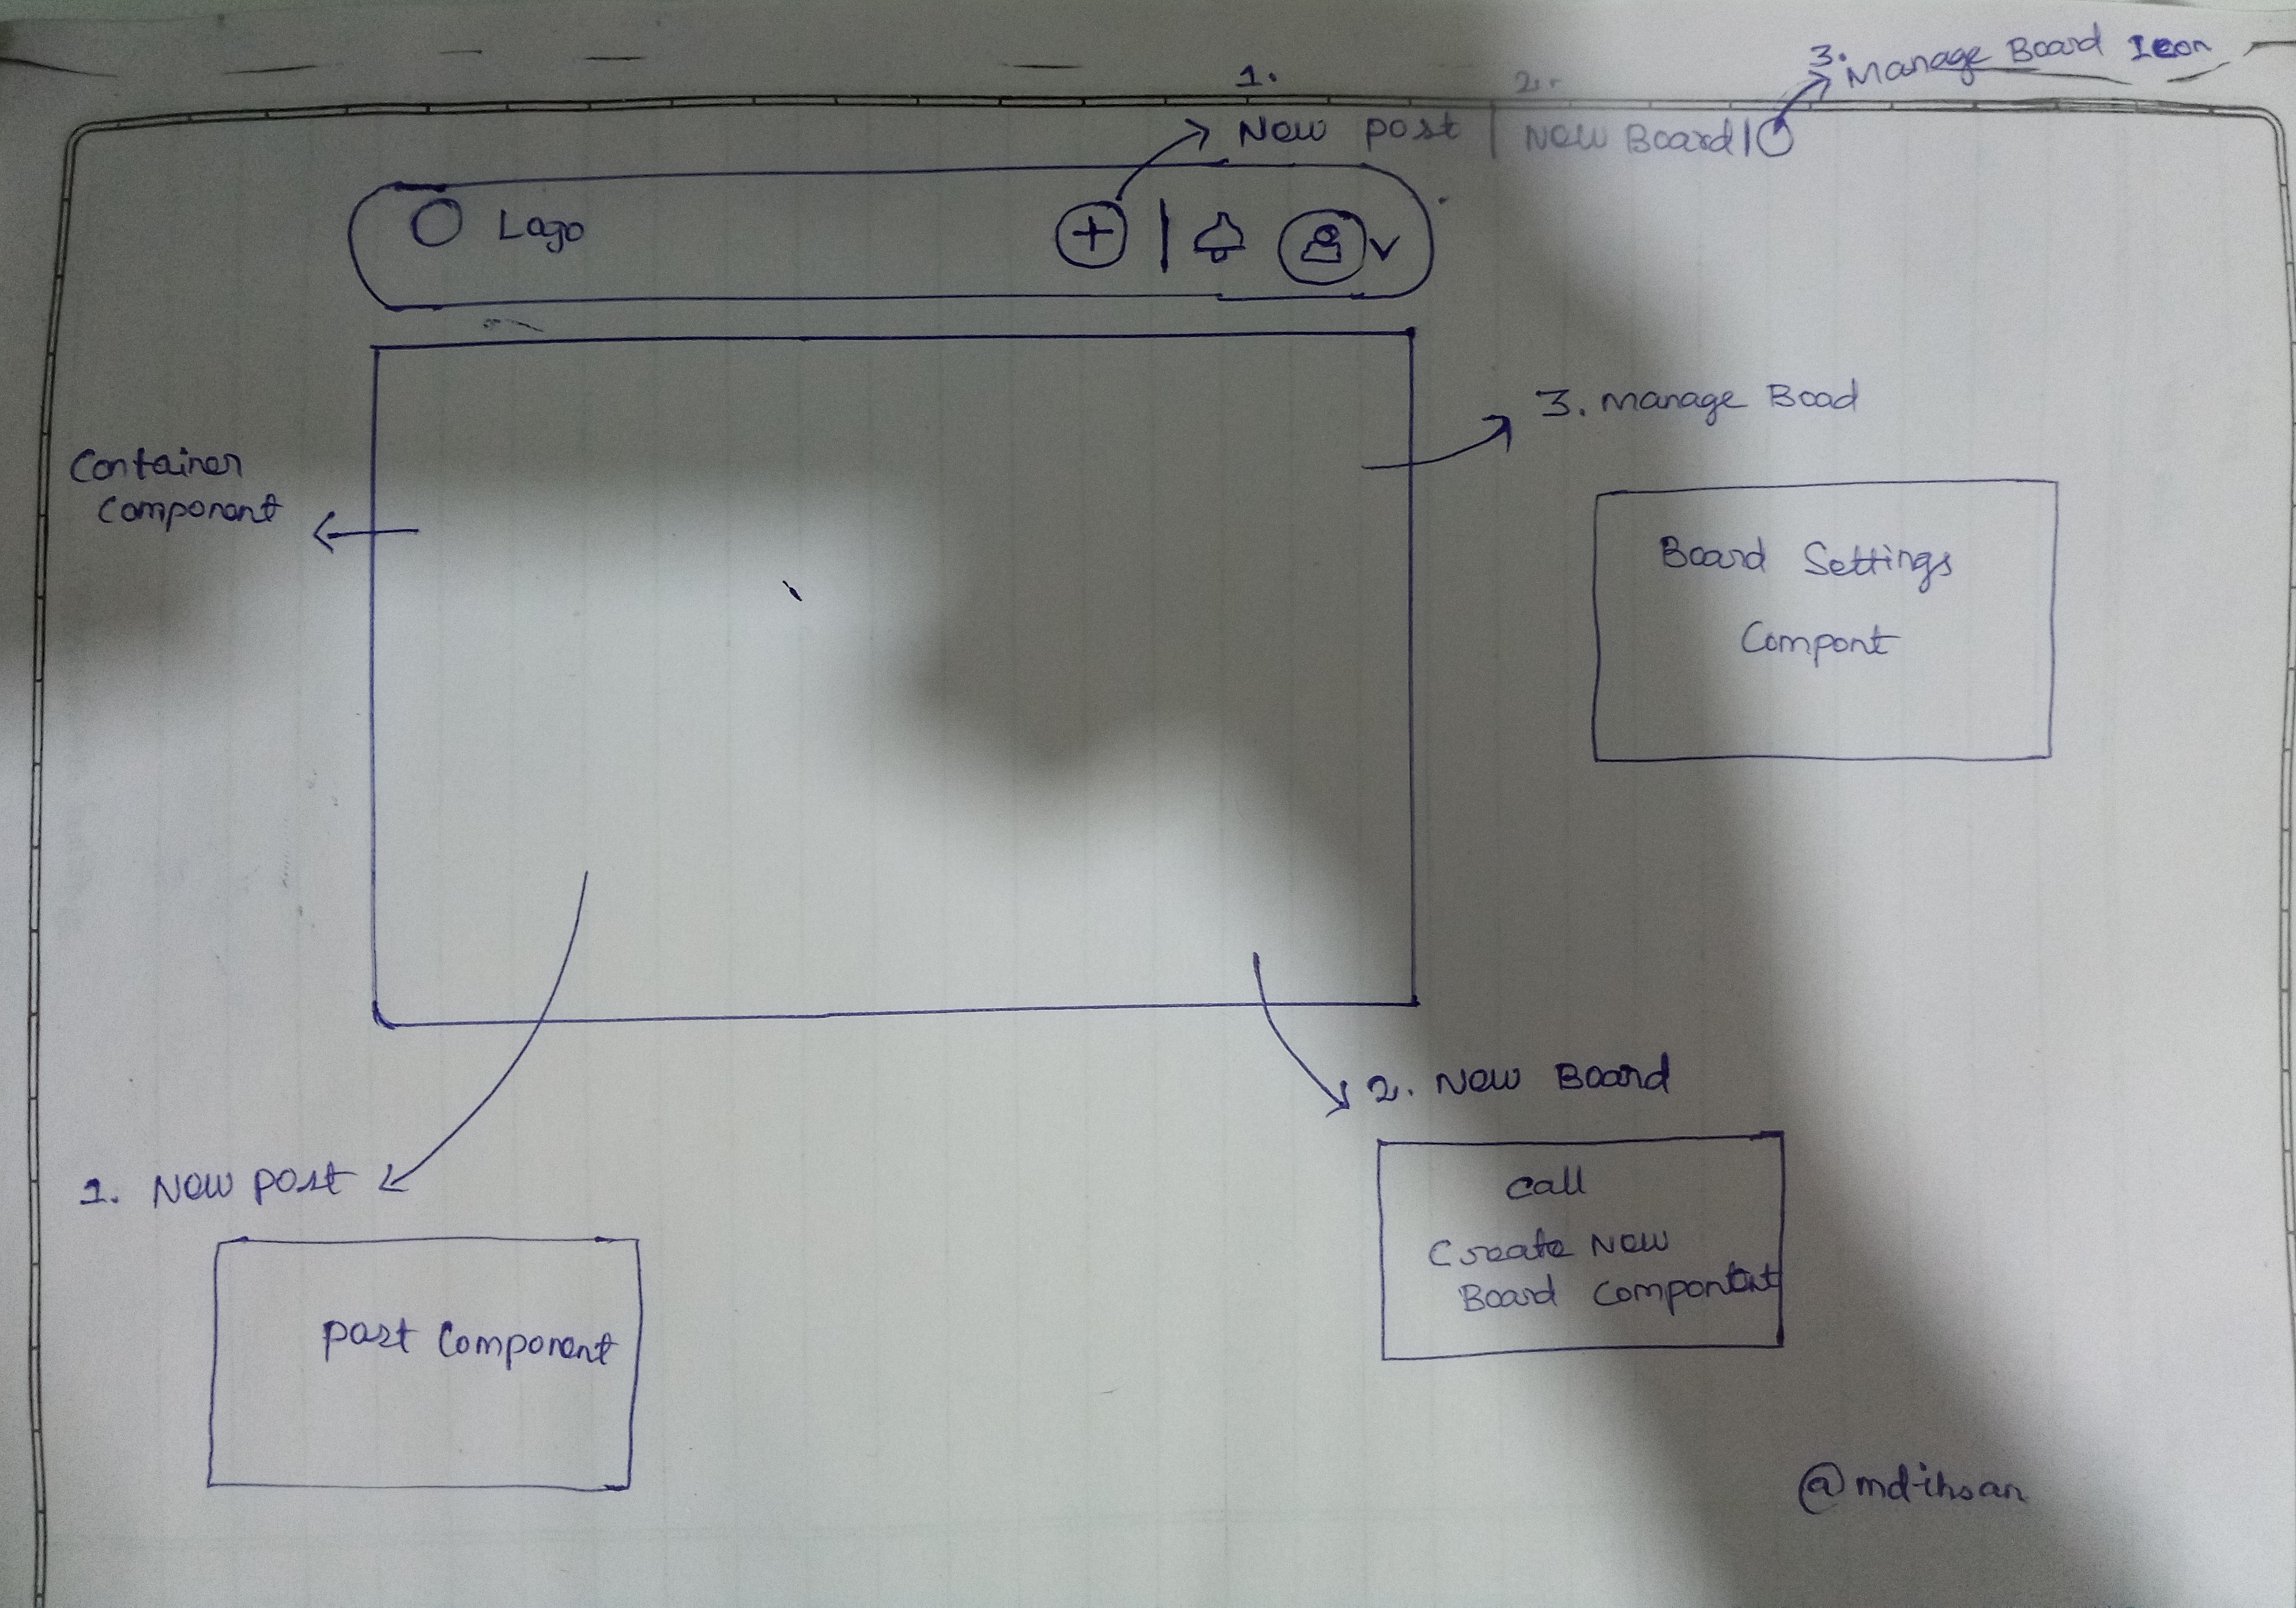 3. Manage Board Icon
1. 2.
New post | New Board |
Logo
3. Manage Boad
Container
Component
Board Settings
Compont
2. New Board
1. New post
call
Create New
Board Component
post Component
@mdihsan